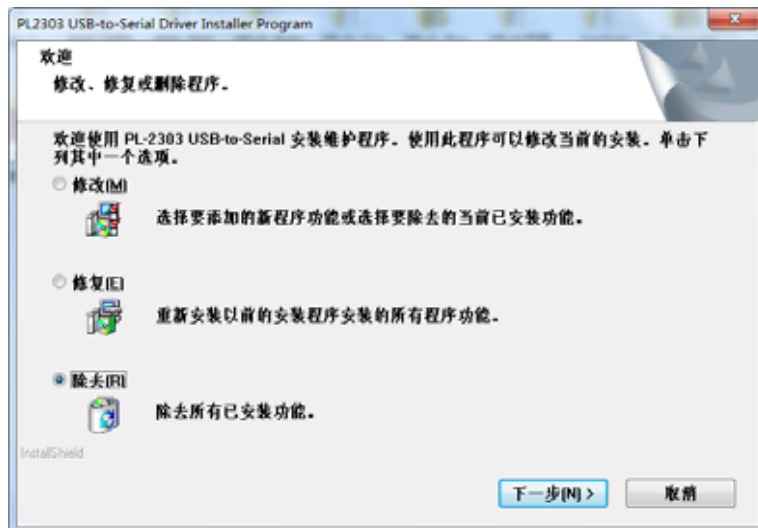 PL2303 USB-to-Serial Driver Installer Program
欢迎
修改、修复或删除程序。
欢迎使用 PL-2303 USB-to-Serial 安装维护程序。使用此程序可以修改当前的安装。单击下
列其中一个选项。
修改(M)
选择要添加的新程序功能或选择要除去的当前已安装功能。
修复(E)
重新安装以前的安装程序安装的所有程序功能。
除去(R)
除去所有已安装功能。
InstallShield
下一步(N) >
取消